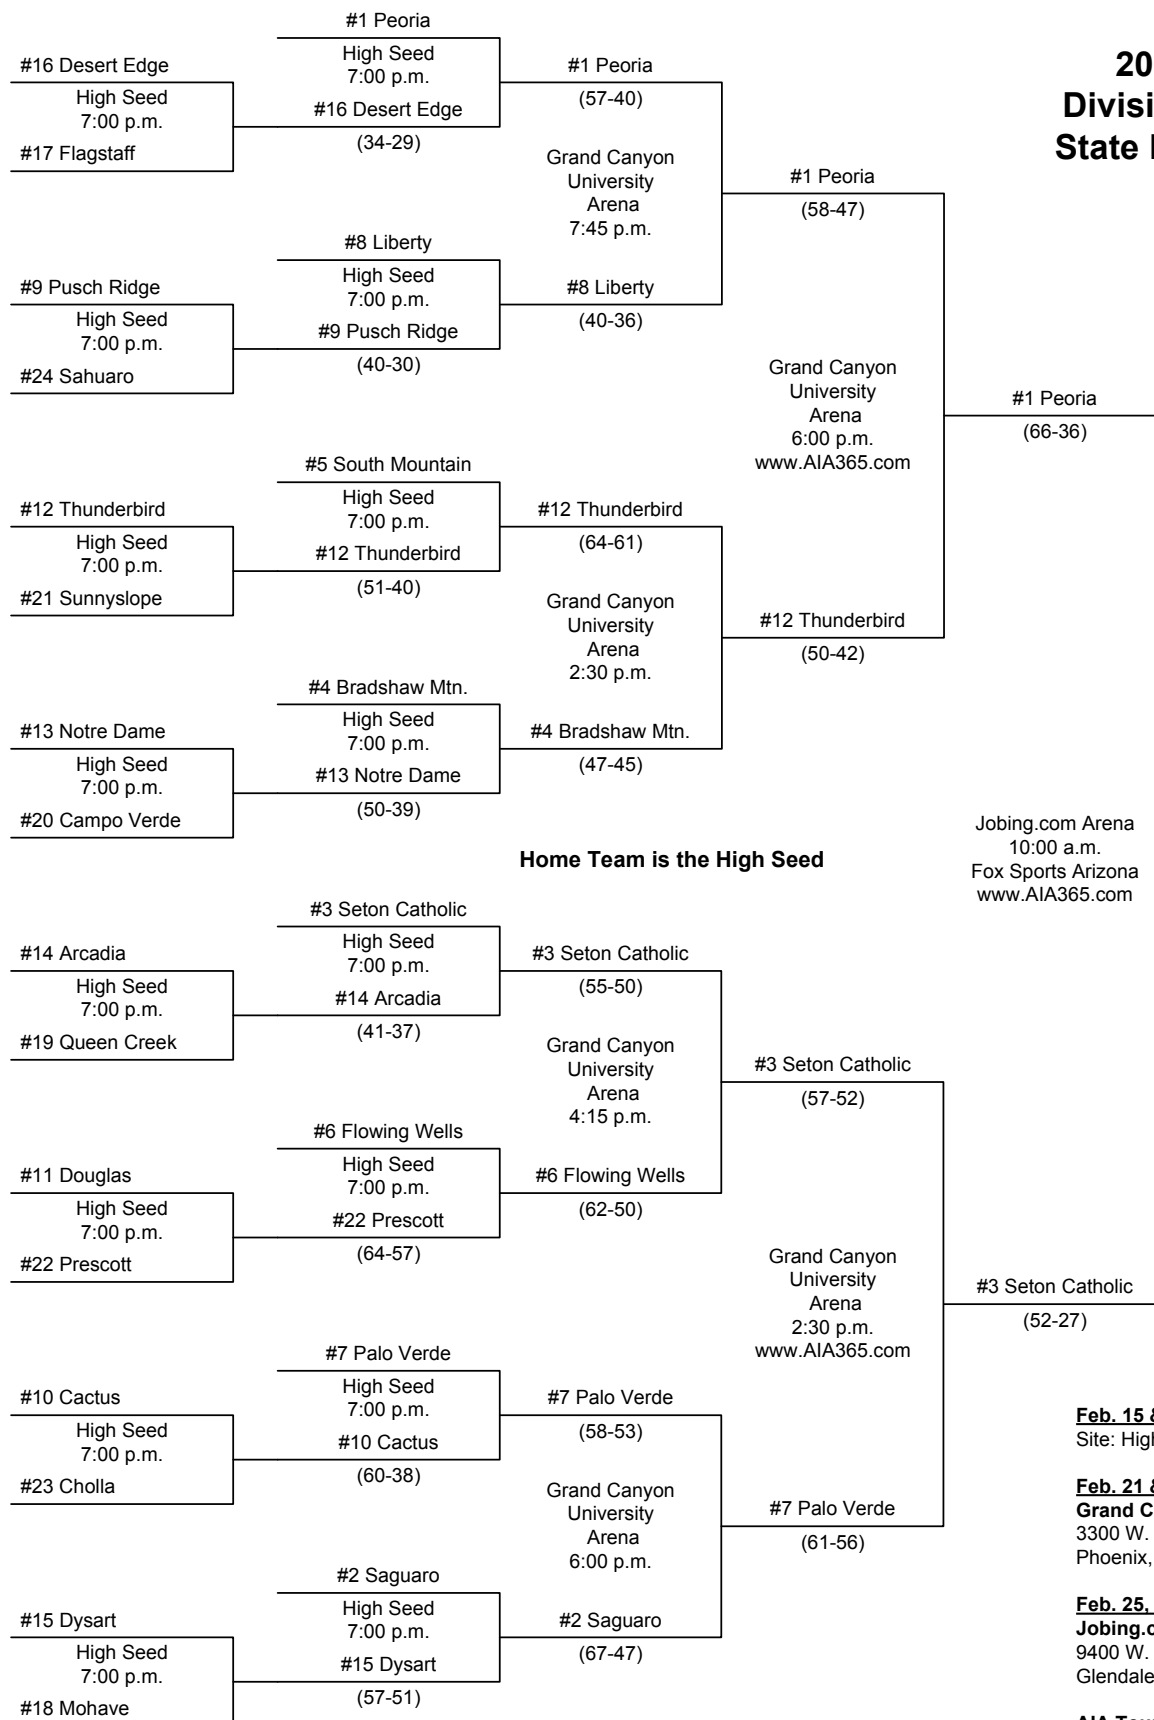 #1 Peoria
High Seed
7:00 p.m.
#16 Desert Edge
(34-29)
#16 Desert Edge
High Seed
7:00 p.m.
#17 Flagstaff
#1 Peoria
(57-40)
Grand Canyon
University
Arena
7:45 p.m.
#8 Liberty
High Seed
7:00 p.m.
#9 Pusch Ridge
(40-30)
#9 Pusch Ridge
High Seed
7:00 p.m.
#24 Sahuaro
#8 Liberty
(40-36)
#1 Peoria
(58-47)
Grand Canyon
University
Arena
6:00 p.m.
www.AIA365.com
#1 Peoria
(66-36)
#5 South Mountain
High Seed
7:00 p.m.
#12 Thunderbird
(51-40)
#12 Thunderbird
High Seed
7:00 p.m.
#21 Sunnyslope
#12 Thunderbird
(64-61)
Grand Canyon
University
Arena
2:30 p.m.
#12 Thunderbird
(50-42)
#4 Bradshaw Mtn.
High Seed
7:00 p.m.
#13 Notre Dame
(50-39)
#13 Notre Dame
High Seed
7:00 p.m.
#20 Campo Verde
#4 Bradshaw Mtn.
(47-45)
Home Team is the High Seed
Jobing.com Arena
10:00 a.m.
Fox Sports Arizona
www.AIA365.com
#3 Seton Catholic
High Seed
7:00 p.m.
#14 Arcadia
(41-37)
#14 Arcadia
High Seed
7:00 p.m.
#19 Queen Creek
#3 Seton Catholic
(55-50)
Grand Canyon
University
Arena
4:15 p.m.
#3 Seton Catholic
(57-52)
#6 Flowing Wells
High Seed
7:00 p.m.
#22 Prescott
(64-57)
#11 Douglas
High Seed
7:00 p.m.
#22 Prescott
#6 Flowing Wells
(62-50)
Grand Canyon
University
Arena
2:30 p.m.
www.AIA365.com
#3 Seton Catholic
(52-27)
#7 Palo Verde
High Seed
7:00 p.m.
#10 Cactus
(60-38)
#10 Cactus
High Seed
7:00 p.m.
#23 Cholla
#7 Palo Verde
(58-53)
Grand Canyon
University
Arena
6:00 p.m.
#7 Palo Verde
(61-56)
#2 Saguaro
High Seed
7:00 p.m.
#15 Dysart
(57-51)
#15 Dysart
High Seed
7:00 p.m.
#18 Mohave
#2 Saguaro
(67-47)
20
Divisi
State
Feb. 15 &
Site: Hig
Feb. 21 &
Grand C
3300 W.
Phoenix,
Feb. 25,
Jobing.c
9400 W.
Glendale